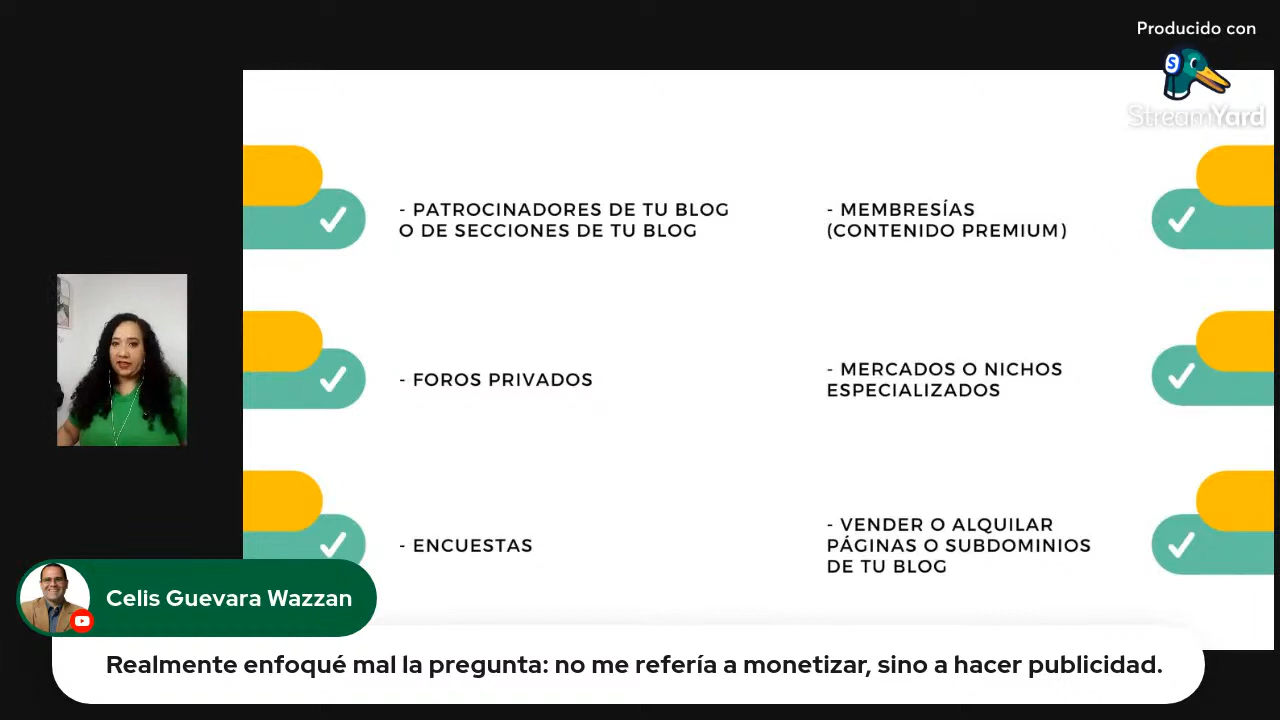 Producido con
StreamYard
- PATROCINADORES DE TU BLOG
O DE SECCIONES DE TU BLOG
- MEMBRESÍAS
(CONTENIDO PREMIUM)
- FOROS PRIVADOS
- MERCADOS O NICHOS
ESPECIALIZADOS
- ENCUESTAS
- VENDER O ALQUILAR
PÁGINAS O SUBDOMINIOS
DE TU BLOG
Celis Guevara Wazzan
Realmente enfoqué mal la pregunta: no me refería a monetizar, sino a hacer publicidad.